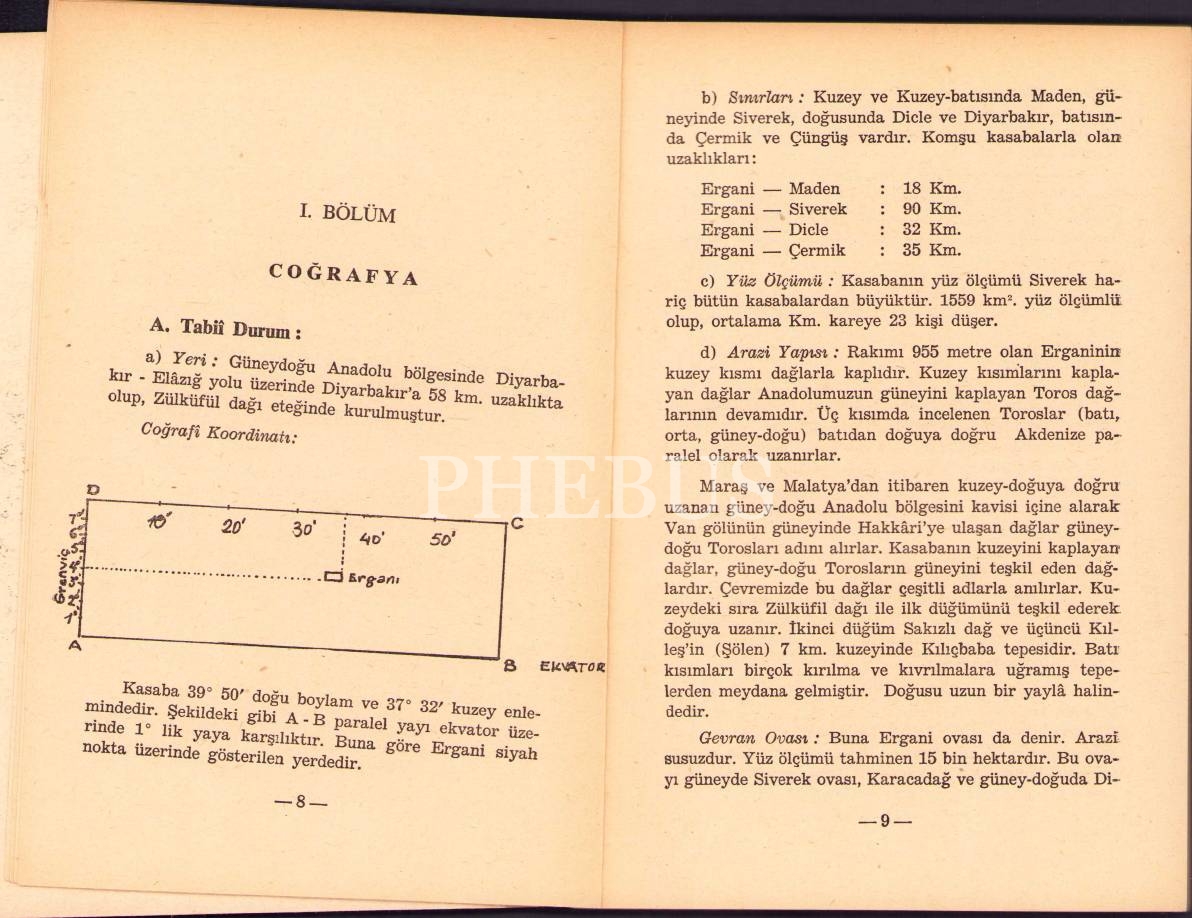 I. BÖLÜM
COĞRAFYA
A. Tabiî Durum :
a) Yeri : Güneydoğu Anadolu bölgesinde Diyarba-
kır - Elâzığ yolu üzerinde Diyarbakır'a 58 km. uzaklıkta
olup, Zülküfül dağı eteğinde kurulmuştur.
Coğrafî Koordinatı:
D
10' 20' 30' 40' 50'
C
Grenviç
Ergani
A
B EKVATOR
Kasaba 39° 50' doğu boylam ve 37° 32' kuzey enle-
mindedir. Şekildeki gibi A - B paralel yayı ekvator üze-
rinde 1° lik yaya karşılıktır. Buna göre Ergani siyah
nokta üzerinde gösterilen yerdedir.
—8—
b) Sınırları : Kuzey ve Kuzey-batısında Maden, gü-
neyinde Siverek, doğusunda Dicle ve Diyarbakır, batısın-
da Çermik ve Çüngüş vardır. Komşu kasabalarla olan
uzaklıkları:
Ergani — Maden : 18 Km.
Ergani — Siverek : 90 Km.
Ergani — Dicle : 32 Km.
Ergani — Çermik : 35 Km.
c) Yüz Ölçümü : Kasabanın yüz ölçümü Siverek ha-
riç bütün kasabalardan büyüktür. 1559 km². yüz ölçümlü
olup, ortalama Km. kareye 23 kişi düşer.
d) Arazi Yapısı : Rakımı 955 metre olan Erganinin
kuzey kısmı dağlarla kaplıdır. Kuzey kısımlarını kapla-
yan dağlar Anadolumuzun güneyini kaplayan Toros dağ-
larının devamıdır. Üç kısımda incelenen Toroslar (batı,
orta, güney-doğu) batıdan doğuya doğru Akdenize pa-
ralel olarak uzanırlar.
Maraş ve Malatya'dan itibaren kuzey-doğuya doğru
uzanan güney-doğu Anadolu bölgesini kavisi içine alarak
Van gölünün güneyinde Hakkâri'ye ulaşan dağlar güney-
doğu Torosları adını alırlar. Kasabanın kuzeyini kaplayan
dağlar, güney-doğu Torosların güneyini teşkil eden dağ-
lardır. Çevremizde bu dağlar çeşitli adlarla anılırlar. Ku-
zeydeki sıra Zülküfil dağı ile ilk düğümünü teşkil ederek
doğuya uzanır. İkinci düğüm Sakızlı dağ ve üçüncü Kıl-
leş'in (Şölen) 7 km. kuzeyinde Kılıçbaba tepesidir. Batı
kısımları birçok kırılma ve kıvrılmalara uğramış tepe-
lerden meydana gelmiştir. Doğusu uzun bir yaylâ halin-
dedir.
Gevran Ovası : Buna Ergani ovası da denir. Arazi
susuzdur. Yüz ölçümü tahminen 15 bin hektardır. Bu ova-
yı güneyde Siverek ovası, Karacadağ ve güney-doğuda Di-
—9—
PHEBUS